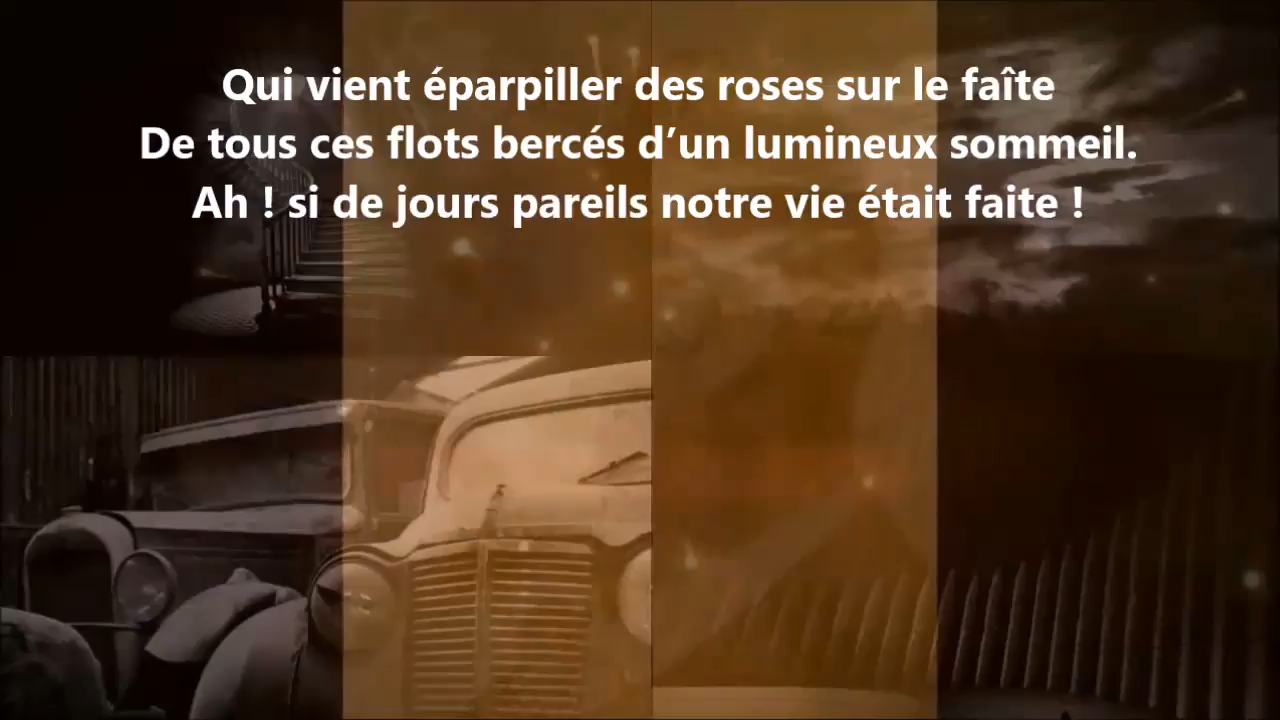 Qui vient éparpiller des roses sur le faîte
De tous ces flots bercés d’un lumineux sommeil.
Ah ! si de jours pareils notre vie était faite !